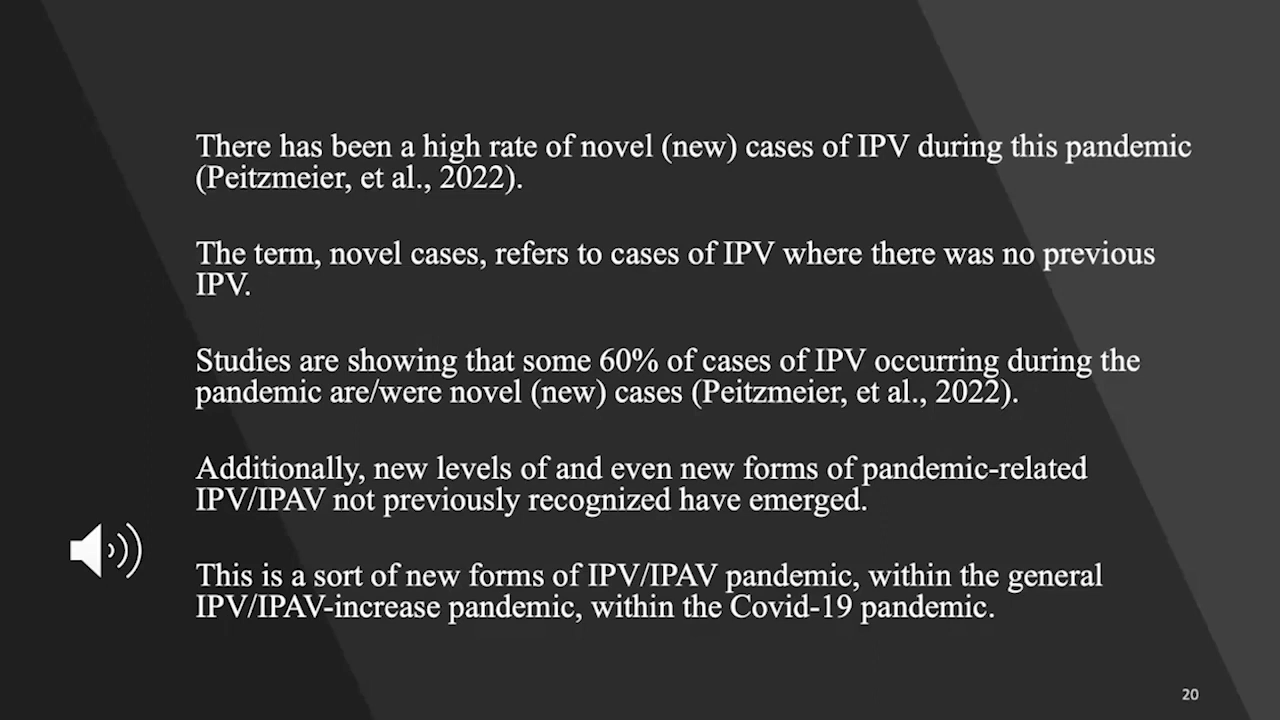 There has been a high rate of novel (new) cases of IPV during this pandemic
(Peitzmeier, et al., 2022).
The term, novel cases, refers to cases of IPV where there was no previous
IPV.
Studies are showing that some 60% of cases of IPV occurring during the
pandemic are/were novel (new) cases (Peitzmeier, et al., 2022).
Additionally, new levels of and even new forms of pandemic-related
IPV/IPAV not previously recognized have emerged.
This is a sort of new forms of IPV/IPAV pandemic, within the general
IPV/IPAV-increase pandemic, within the Covid-19 pandemic.
20